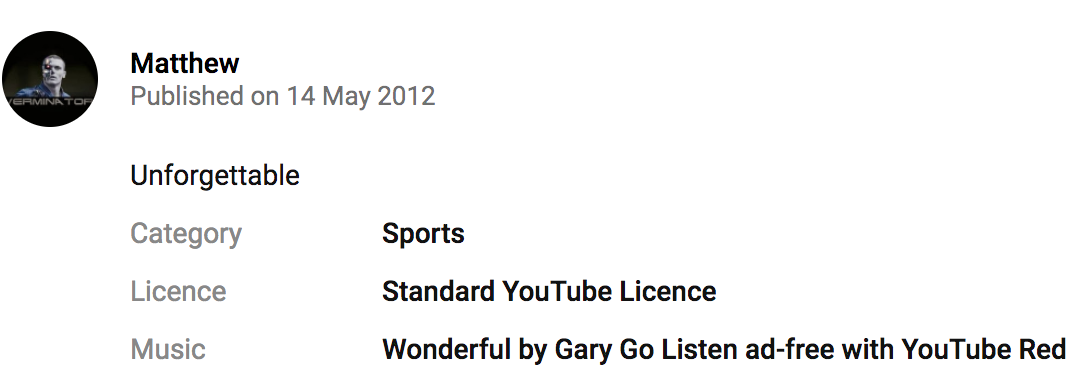 Matthew
Published on 14 May 2012
VERMINATOR
Unforgettable
Category Sports
Licence Standard YouTube Licence
Music Wonderful by Gary Go Listen ad-free with YouTube Red